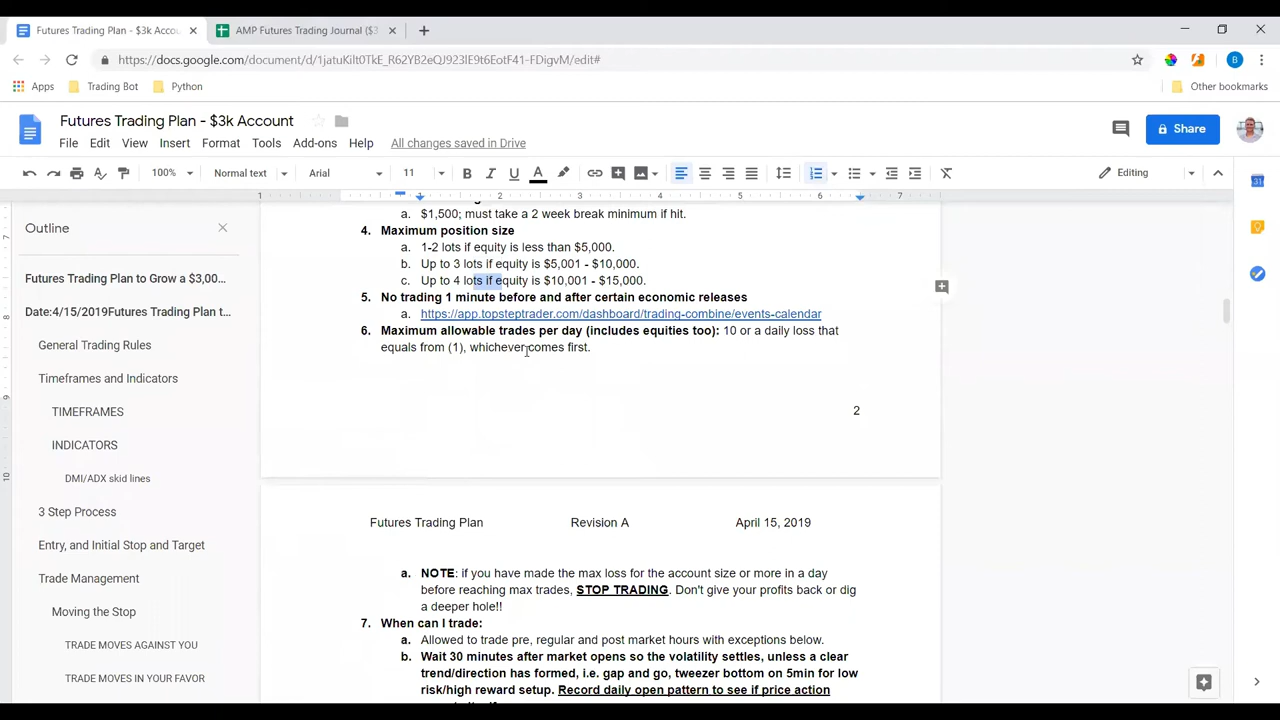 Futures Trading Plan - $3k Accou
AMP Futures Trading Journal ($3
https://docs.google.com/document/d/1jatuKilt0TkE_R62YB2eQJ923lE9t6EotF41-FDigvM/edit#
Apps Trading Bot Python Other bookmarks
Futures Trading Plan - $3k Account
File Edit View Insert Format Tools Add-ons Help All changes saved in Drive
Share
100% Normal text Arial 11 B I U A Editing
1 1 2 3 4 5 6 7
Outline
Futures Trading Plan to Grow a $3,00...
Date:4/15/2019Futures Trading Plan t...
General Trading Rules
Timeframes and Indicators
TIMEFRAMES
INDICATORS
DMI/ADX skid lines
3 Step Process
Entry, and Initial Stop and Target
Trade Management
Moving the Stop
TRADE MOVES AGAINST YOU
TRADE MOVES IN YOUR FAVOR
a. $1,500; must take a 2 week break minimum if hit.
4. Maximum position size
a. 1-2 lots if equity is less than $5,000.
b. Up to 3 lots if equity is $5,001 - $10,000.
c. Up to 4 lots if equity is $10,001 - $15,000.
5. No trading 1 minute before and after certain economic releases
a. https://app.topsteptrader.com/dashboard/trading-combine/events-calendar
6. Maximum allowable trades per day (includes equities too): 10 or a daily loss that
equals from (1), whichever comes first.
2
Futures Trading Plan Revision A April 15, 2019
a. NOTE: if you have made the max loss for the account size or more in a day
before reaching max trades, STOP TRADING. Don't give your profits back or dig
a deeper hole!!
7. When can I trade:
a. Allowed to trade pre, regular and post market hours with exceptions below.
b. Wait 30 minutes after market opens so the volatility settles, unless a clear
trend/direction has formed, i.e. gap and go, tweezer bottom on 5min for low
risk/high reward setup. Record daily open pattern to see if price action